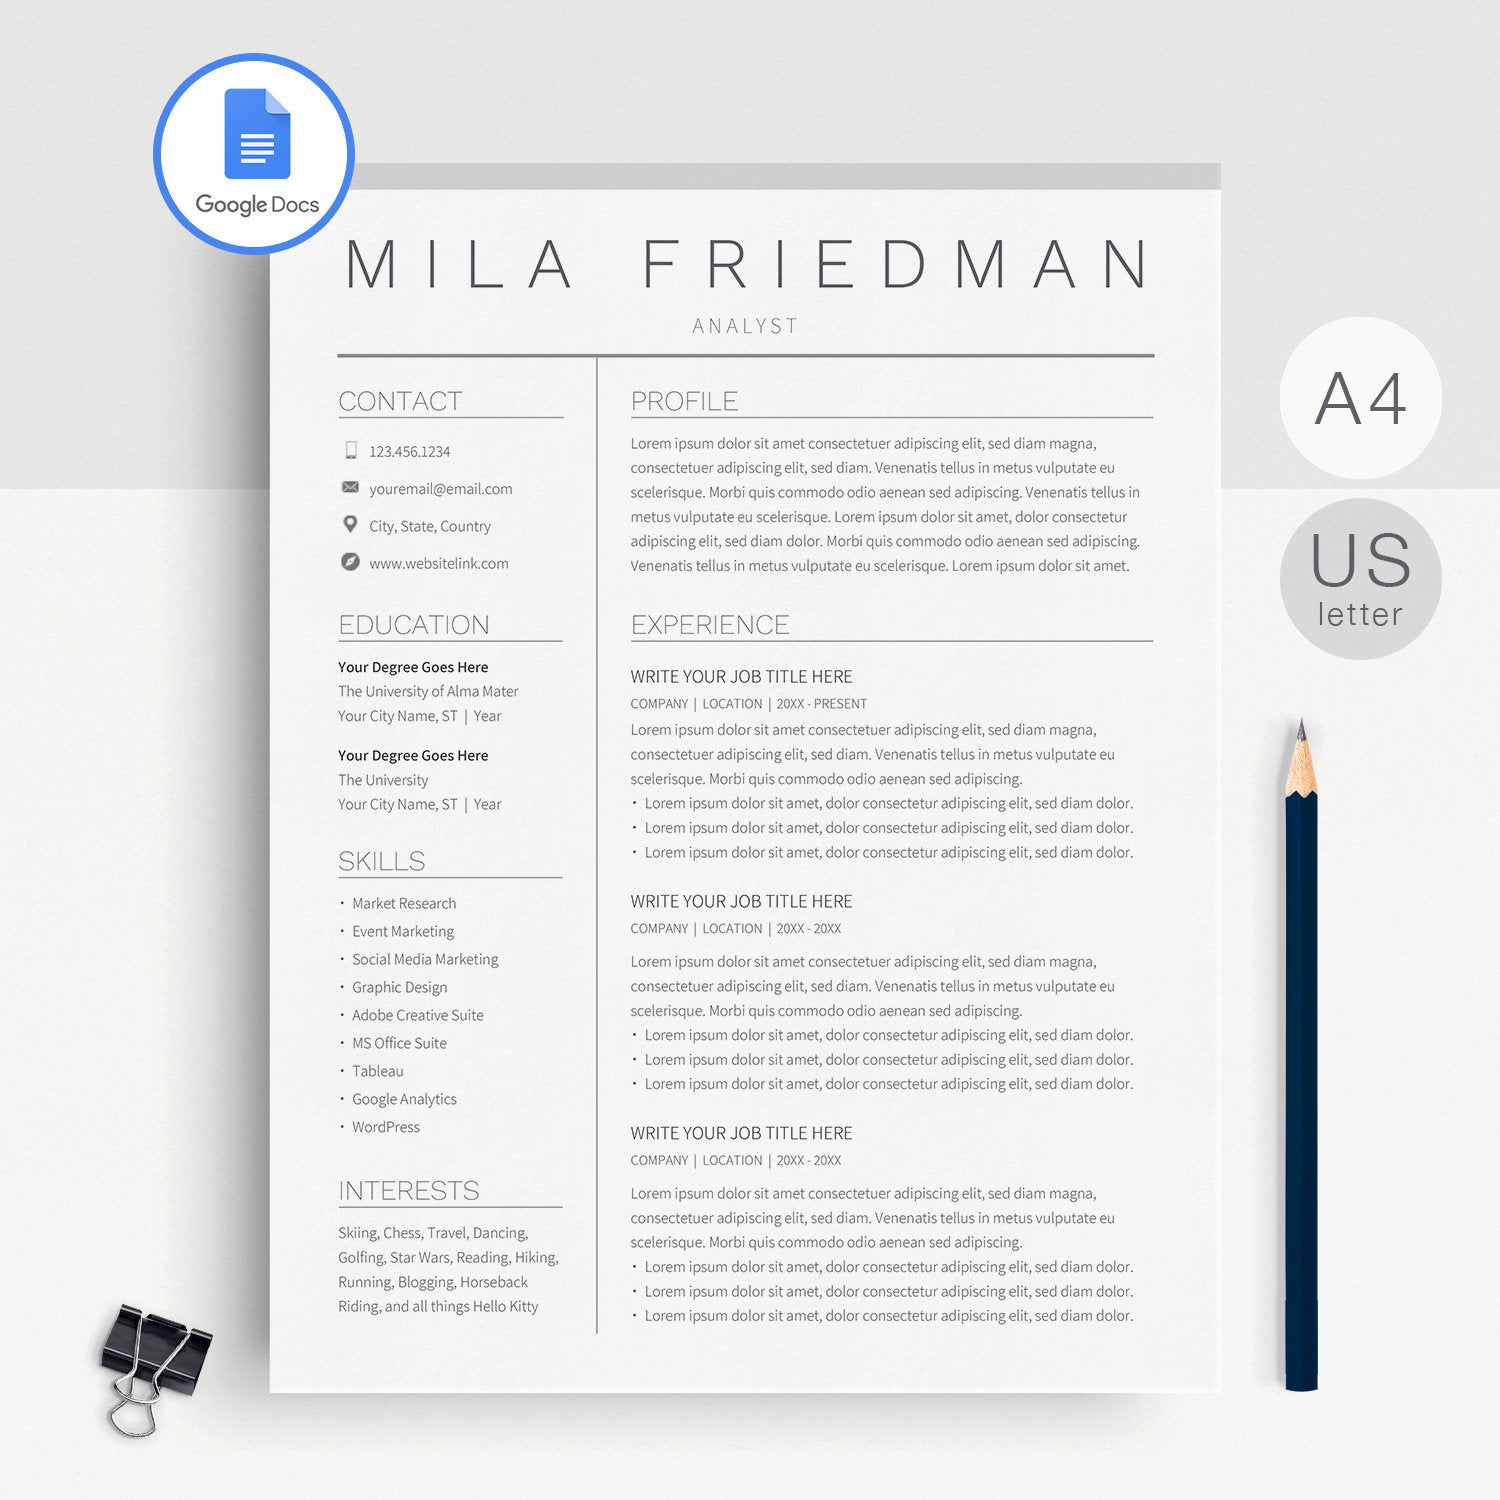 Google Docs
MILA FRIEDMAN
ANALYST
CONTACT
123.456.1234
youremail@email.com
City, State, Country
www.websitelink.com
EDUCATION
Your Degree Goes Here
The University of Alma Mater
Your City Name, ST | Year
Your Degree Goes Here
The University
Your City Name, ST | Year
SKILLS
• Market Research
• Event Marketing
• Social Media Marketing
• Graphic Design
• Adobe Creative Suite
• MS Office Suite
• Tableau
• Google Analytics
• WordPress
INTERESTS
Skiing, Chess, Travel, Dancing,
Golfing, Star Wars, Reading, Hiking,
Running, Blogging, Horseback
Riding, and all things Hello Kitty
PROFILE
Lorem ipsum dolor sit amet consectetuer adipiscing elit, sed diam magna,
consectetuer adipiscing elit, sed diam. Venenatis tellus in metus vulputate eu
scelerisque. Morbi quis commodo odio aenean sed adipiscing. Venenatis tellus in
metus vulputate eu scelerisque. Lorem ipsum dolor sit amet, dolor consectetur
adipiscing elit, sed diam dolor. Morbi quis commodo odio aenean sed adipiscing.
Venenatis tellus in metus vulputate eu scelerisque. Lorem ipsum dolor sit amet.
EXPERIENCE
WRITE YOUR JOB TITLE HERE
COMPANY | LOCATION | 20XX - PRESENT
Lorem ipsum dolor sit amet consectetuer adipiscing elit, sed diam magna,
consectetuer adipiscing elit, sed diam. Venenatis tellus in metus vulputate eu
scelerisque. Morbi quis commodo odio aenean sed adipiscing.
• Lorem ipsum dolor sit amet, dolor consectetur adipiscing elit, sed diam dolor.
• Lorem ipsum dolor sit amet, dolor consectetur adipiscing elit, sed diam dolor.
• Lorem ipsum dolor sit amet, dolor consectetur adipiscing elit, sed diam dolor.
WRITE YOUR JOB TITLE HERE
COMPANY | LOCATION | 20XX - 20XX
Lorem ipsum dolor sit amet consectetuer adipiscing elit, sed diam magna,
consectetuer adipiscing elit, sed diam. Venenatis tellus in metus vulputate eu
scelerisque. Morbi quis commodo odio aenean sed adipiscing.
• Lorem ipsum dolor sit amet, dolor consectetur adipiscing elit, sed diam dolor.
• Lorem ipsum dolor sit amet, dolor consectetur adipiscing elit, sed diam dolor.
• Lorem ipsum dolor sit amet, dolor consectetur adipiscing elit, sed diam dolor.
WRITE YOUR JOB TITLE HERE
COMPANY | LOCATION | 20XX - 20XX
Lorem ipsum dolor sit amet consectetuer adipiscing elit, sed diam magna,
consectetuer adipiscing elit, sed diam. Venenatis tellus in metus vulputate eu
scelerisque. Morbi quis commodo odio aenean sed adipiscing.
• Lorem ipsum dolor sit amet, dolor consectetur adipiscing elit, sed diam dolor.
• Lorem ipsum dolor sit amet, dolor consectetur adipiscing elit, sed diam dolor.
• Lorem ipsum dolor sit amet, dolor consectetur adipiscing elit, sed diam dolor.
A4
US
letter